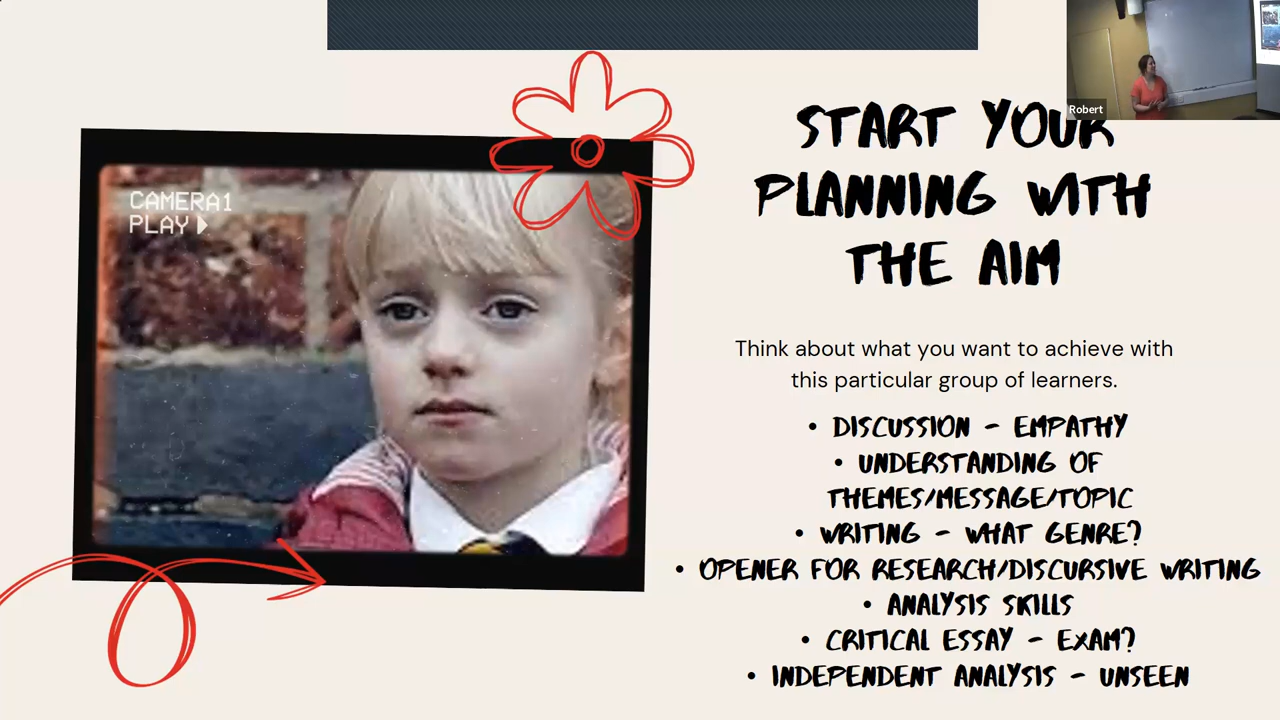 CAMERA1
PLAY
Robert
START YOUR
PLANNING WITH
THE AIM
Think about what you want to achieve with
this particular group of learners.
• DISCUSSION - EMPATHY
• UNDERSTANDING OF
THEMES/MESSAGE/TOPIC
• WRITING - WHAT GENRE?
• OPENER FOR RESEARCH/DISCURSIVE WRITING
• ANALYSIS SKILLS
• CRITICAL ESSAY - EXAM?
• INDEPENDENT ANALYSIS - UNSEEN